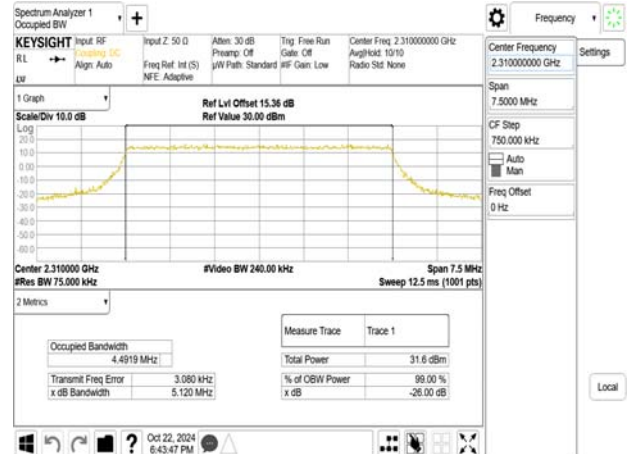 Spectrum Analyzer 1
Occupied BW
+
Frequency
KEYSIGHT
Input: RF
Coupling: DC
Align: Auto
Input Z: 50 Ω
Freq Ref: Int (S)
NFE: Adaptive
Atten: 30 dB
Preamp: Off
µW Path: Standard
Trig: Free Run
Gate: Off
#IF Gain: Low
Center Freq: 2.310000000 GHz
Avg|Hold: 10/10
Radio Std: None
RL
Center Frequency
2.310000000 GHz
Settings
Span
7.5000 MHz
CF Step
750.000 kHz
Auto
Man
Freq Offset
0 Hz
1 Graph
Scale/Div 10.0 dB
Ref Lvl Offset 15.36 dB
Ref Value 30.00 dBm
Log
20.0
10.0
0.00
-10.0
-20.0
-30.0
-40.0
-50.0
-60.0
Center 2.310000 GHz
#Res BW 75.000 kHz
#Video BW 240.00 kHz
Span 7.5 MHz
Sweep 12.5 ms (1001 pts)
2 Metrics
Measure Trace Trace 1
Occupied Bandwidth
4.4919 MHz
Total Power 31.6 dBm
Transmit Freq Error 3.080 kHz
% of OBW Power 99.00 %
x dB Bandwidth 5.120 MHz
x dB -26.00 dB
Local
?
Oct 22, 2024
6:43:47 PM